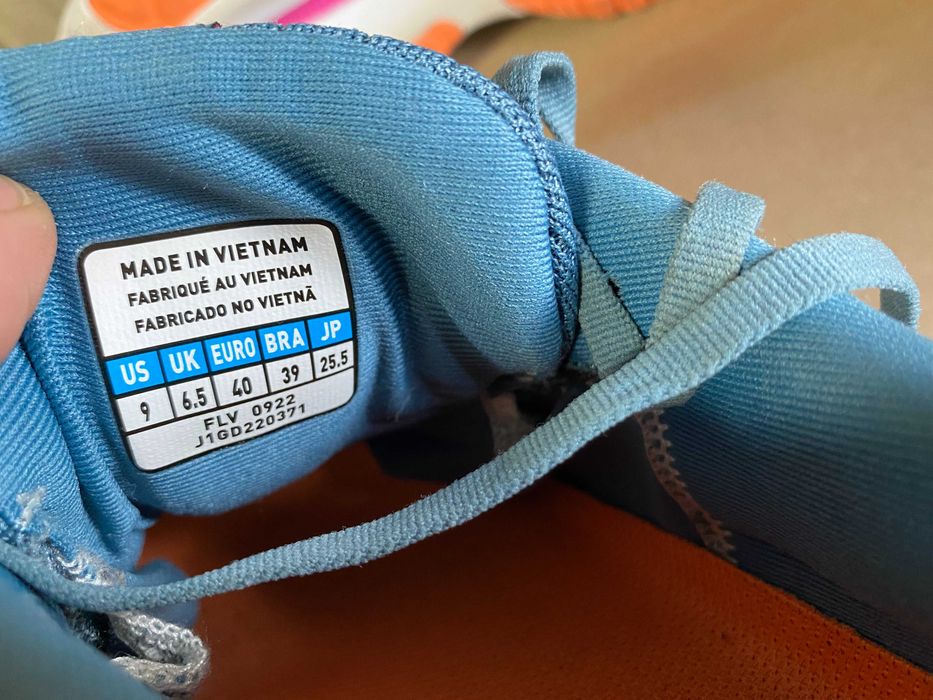 MADE IN VIETNAM
FABRIQUÉ AU VIETNAM
FABRICADO NO VIETNÃ
US UK EURO BRA JP
9 6.5 40 39 25.5
FLV 0922
J1GD220371